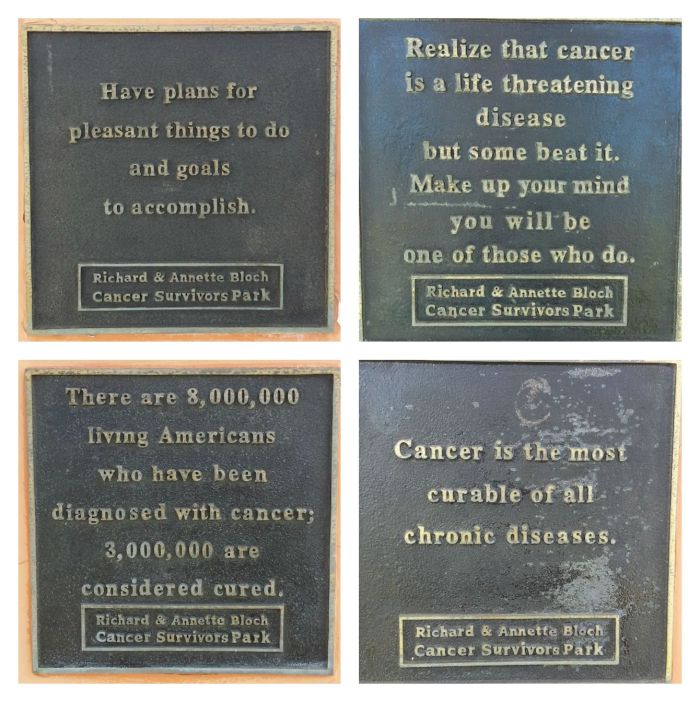 Have plans for
pleasant things to do
and goals
to accomplish.
Richard & Annette Bloch
Cancer Survivors Park
Realize that cancer
is a life threatening
disease
but some beat it.
Make up your mind
you will be
one of those who do.
Richard & Annette Bloch
Cancer Survivors Park
There are 8,000,000
living Americans
who have been
diagnosed with cancer;
3,000,000 are
considered cured.
Richard & Annette Bloch
Cancer Survivors Park
Cancer is the most
curable of all
chronic diseases.
Richard & Annette Bloch
Cancer Survivors Park